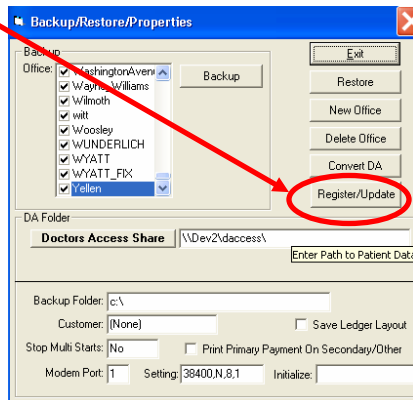 Backup/Restore/Properties
Backup
Office:
WashingtonAvenu
Wayne_Williams
Wilmoth
witt
Woosley
WUNDERLICH
WYATT
WYATT_FIX
Yellen
Backup
Exit
Restore
New Office
Delete Office
Convert DA
Register/Update
DA Folder
Doctors Access Share \\Dev2\daccess\
Enter Path to Patient Data
Backup Folder: c:\
Customer: (None) Save Ledger Layout
Stop Multi Starts: No Print Primary Payment On Secondary/Other
Modem Port: 1 Setting: 38400,N,8,1 Initialize: